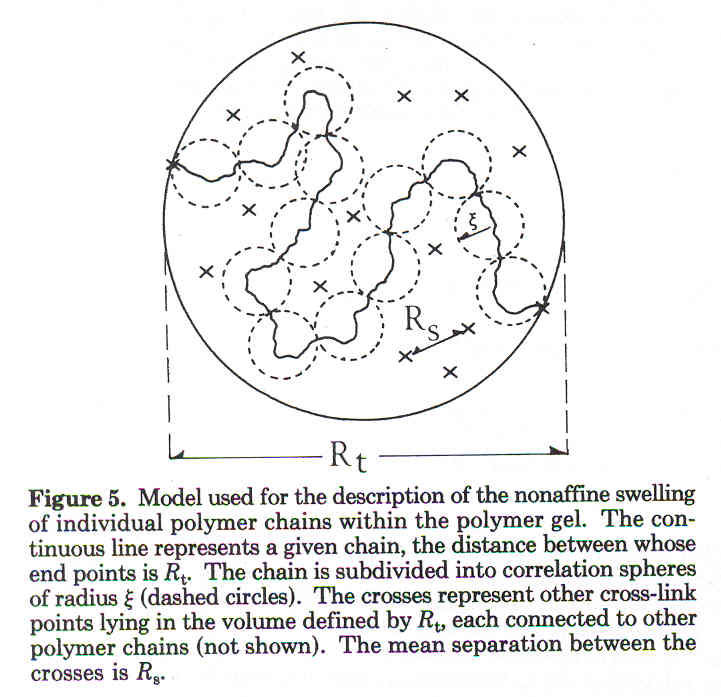 ξ
R_s
R_t
Figure 5. Model used for the description of the nonaffine swelling
of individual polymer chains within the polymer gel. The con-
tinuous line represents a given chain, the distance between whose
end points is R_t. The chain is subdivided into correlation spheres
of radius ξ (dashed circles). The crosses represent other cross-link
points lying in the volume defined by R_t, each connected to other
polymer chains (not shown). The mean separation between the
crosses is R_s.